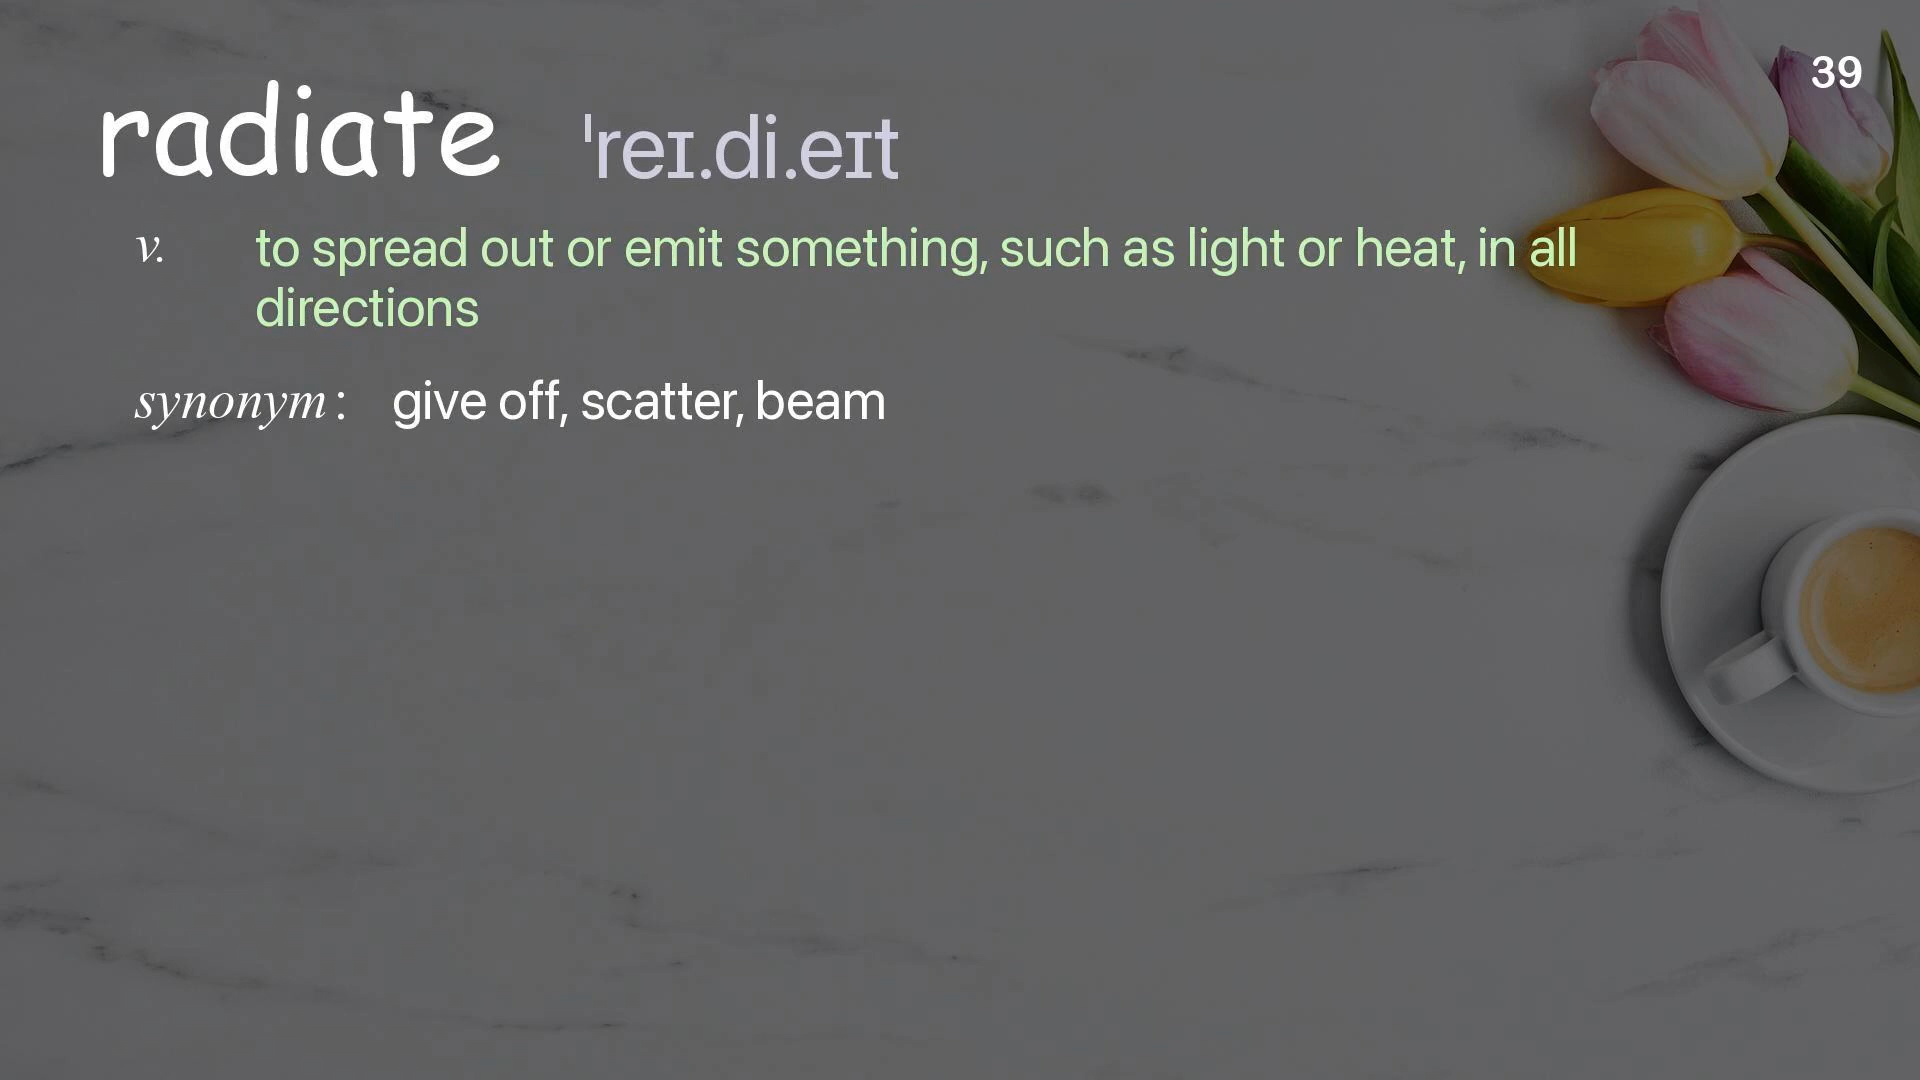 39
radiate ˈreɪ.di.eɪt
v. to spread out or emit something, such as light or heat, in all
directions
synonym : give off, scatter, beam